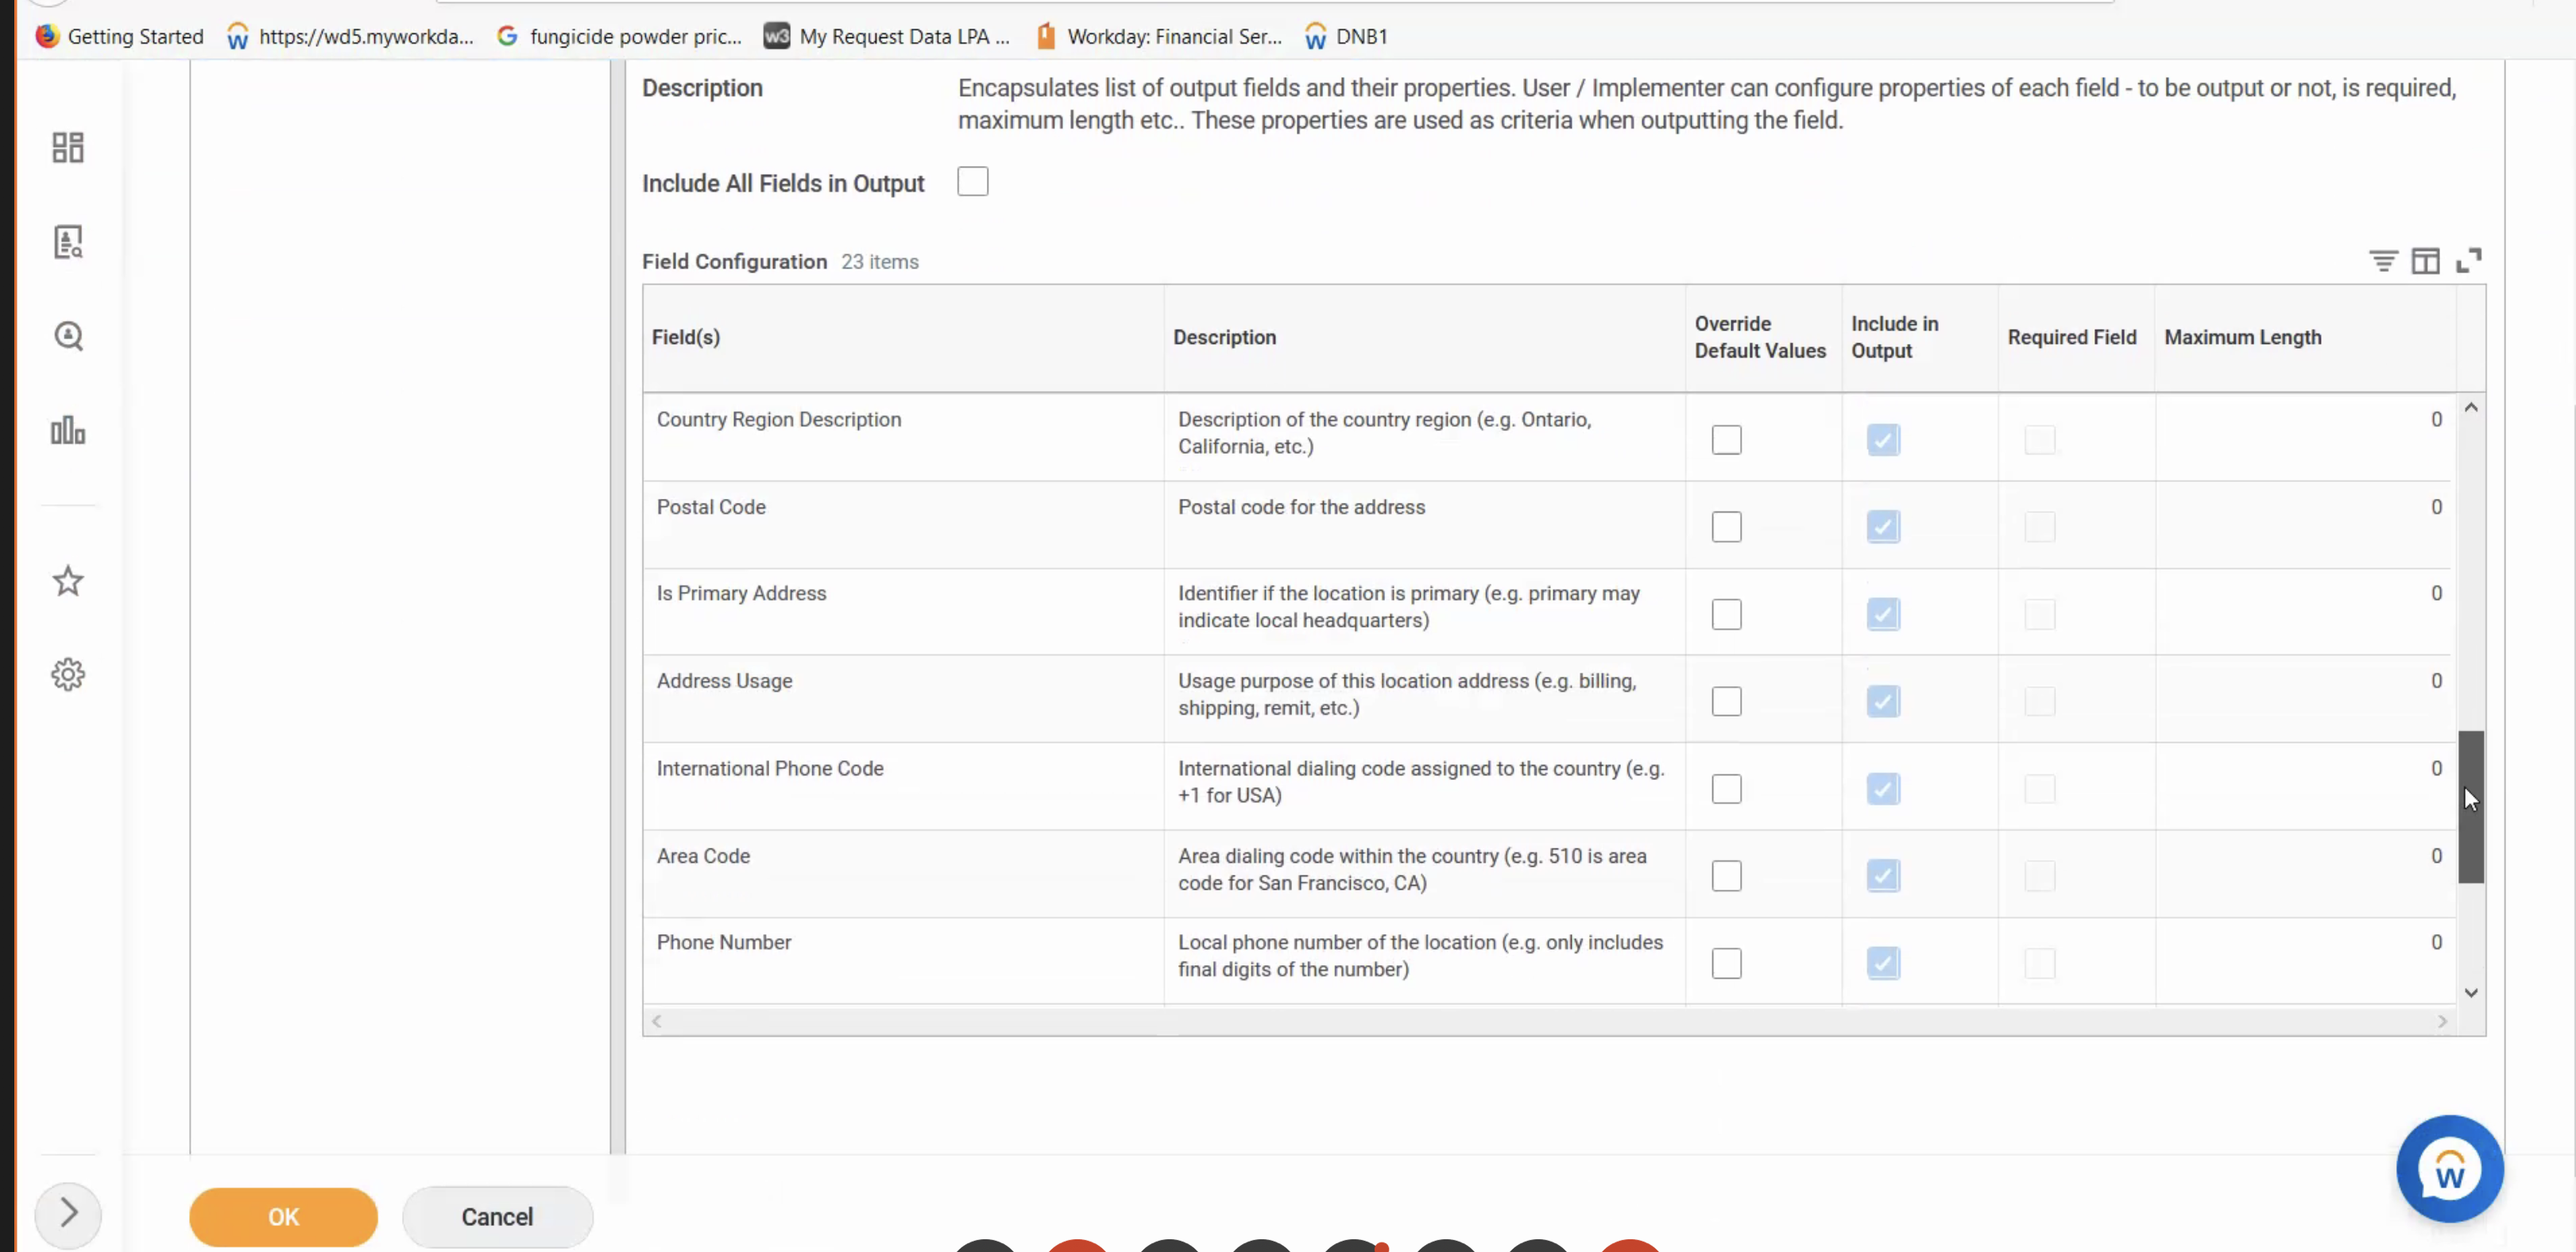 Getting Started https://wd5.myworkda... fungicide powder pric... w3 My Request Data LPA ... Workday: Financial Ser... DNB1
Description Encapsulates list of output fields and their properties. User / Implementer can configure properties of each field - to be output or not, is required,
maximum length etc.. These properties are used as criteria when outputting the field.
Include All Fields in Output
Field Configuration 23 items
Field(s) Description Override Default Values Include in Output Required Field Maximum Length
Country Region Description Description of the country region (e.g. Ontario, 0
California, etc.)
Postal Code Postal code for the address 0
Is Primary Address Identifier if the location is primary (e.g. primary may 0
indicate local headquarters)
Address Usage Usage purpose of this location address (e.g. billing, 0
shipping, remit, etc.)
International Phone Code International dialing code assigned to the country (e.g. 0
+1 for USA)
Area Code Area dialing code within the country (e.g. 510 is area 0
code for San Francisco, CA)
Phone Number Local phone number of the location (e.g. only includes 0
final digits of the number)
OK Cancel